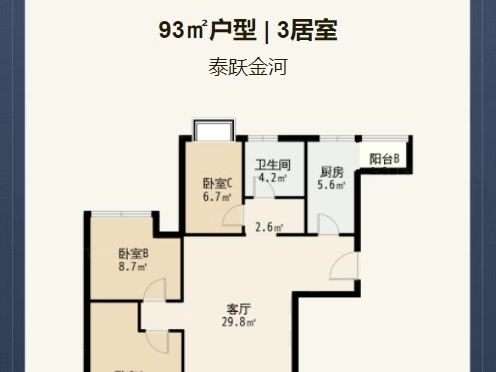 93㎡户型 | 3居室
泰跃金河
卫生间
4.2㎡
厨房
5.6㎡
阳台B
卧室C
6.7㎡
2.6㎡
卧室B
8.7㎡
客厅
29.8㎡